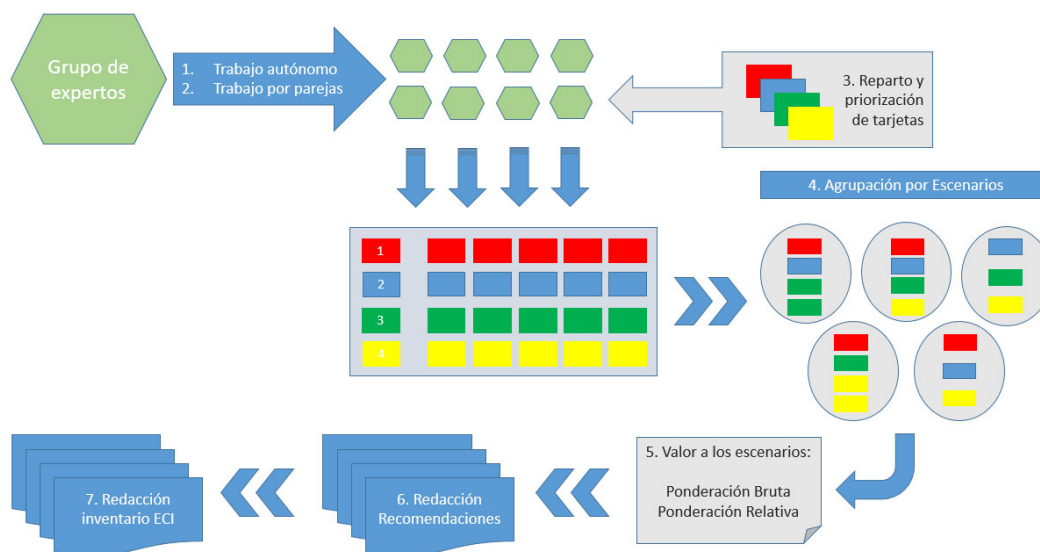 Grupo de
expertos
1. Trabajo autónomo
2. Trabajo por parejas
3. Reparto y
priorización
de tarjetas
4. Agrupación por Escenarios
1
2
3
4
5. Valor a los escenarios:
Ponderación Bruta
Ponderación Relativa
6. Redacción
Recomendaciones
7. Redacción
inventario ECI